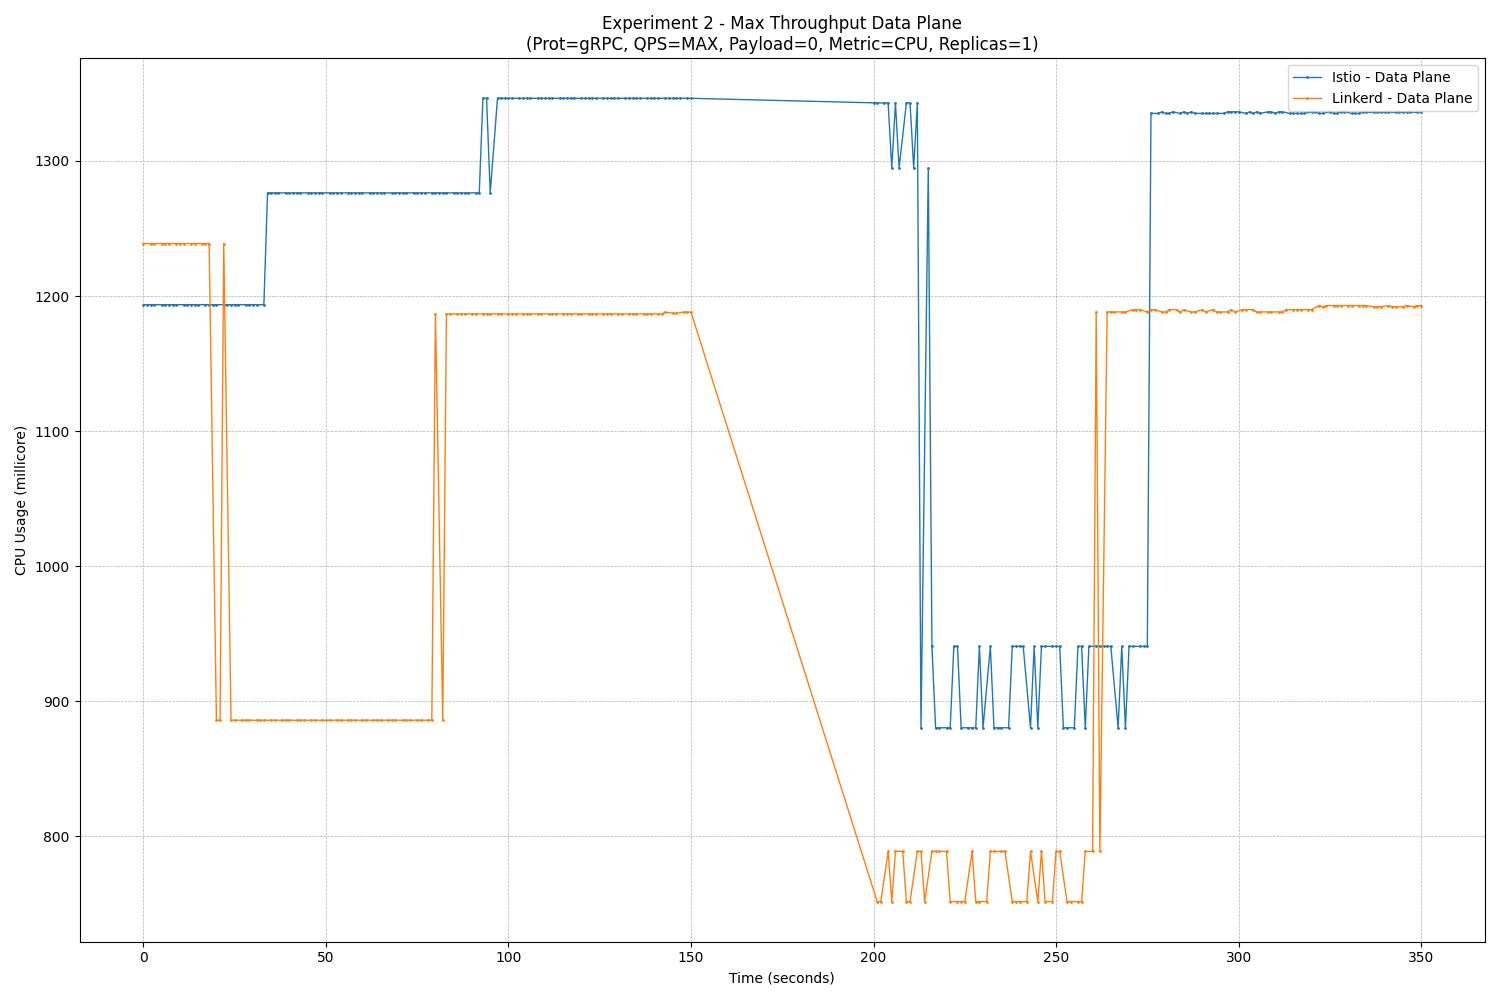 Experiment 2 - Max Throughput Data Plane
(Prot=gRPC, QPS=MAX, Payload=0, Metric=CPU, Replicas=1)
Istio - Data Plane
Linkerd - Data Plane
CPU Usage (millicore)
1300
1200
1100
1000
900
800
0
50
100
150
200
250
300
350
Time (seconds)